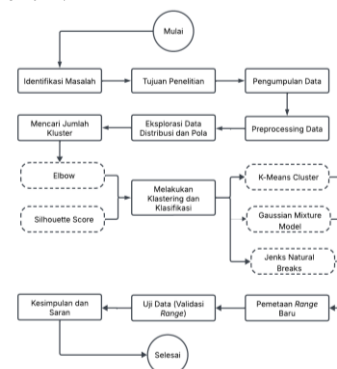 Mulai
Identifikasi Masalah
Tujuan Penelitian
Pengumpulan Data
Mencari Jumlah
Kluster
Eksplorasi Data
Distribusi dan Pola
Preprocessing Data
Elbow
Silhouette Score
Melakukan
Klastering dan
Klasifikasi
K-Means Cluster
Gaussian Mixture
Model
Jenks Natural
Breaks
Kesimpulan dan
Saran
Uji Data (Validasi
Range)
Pemetaan Range
Baru
Selesai